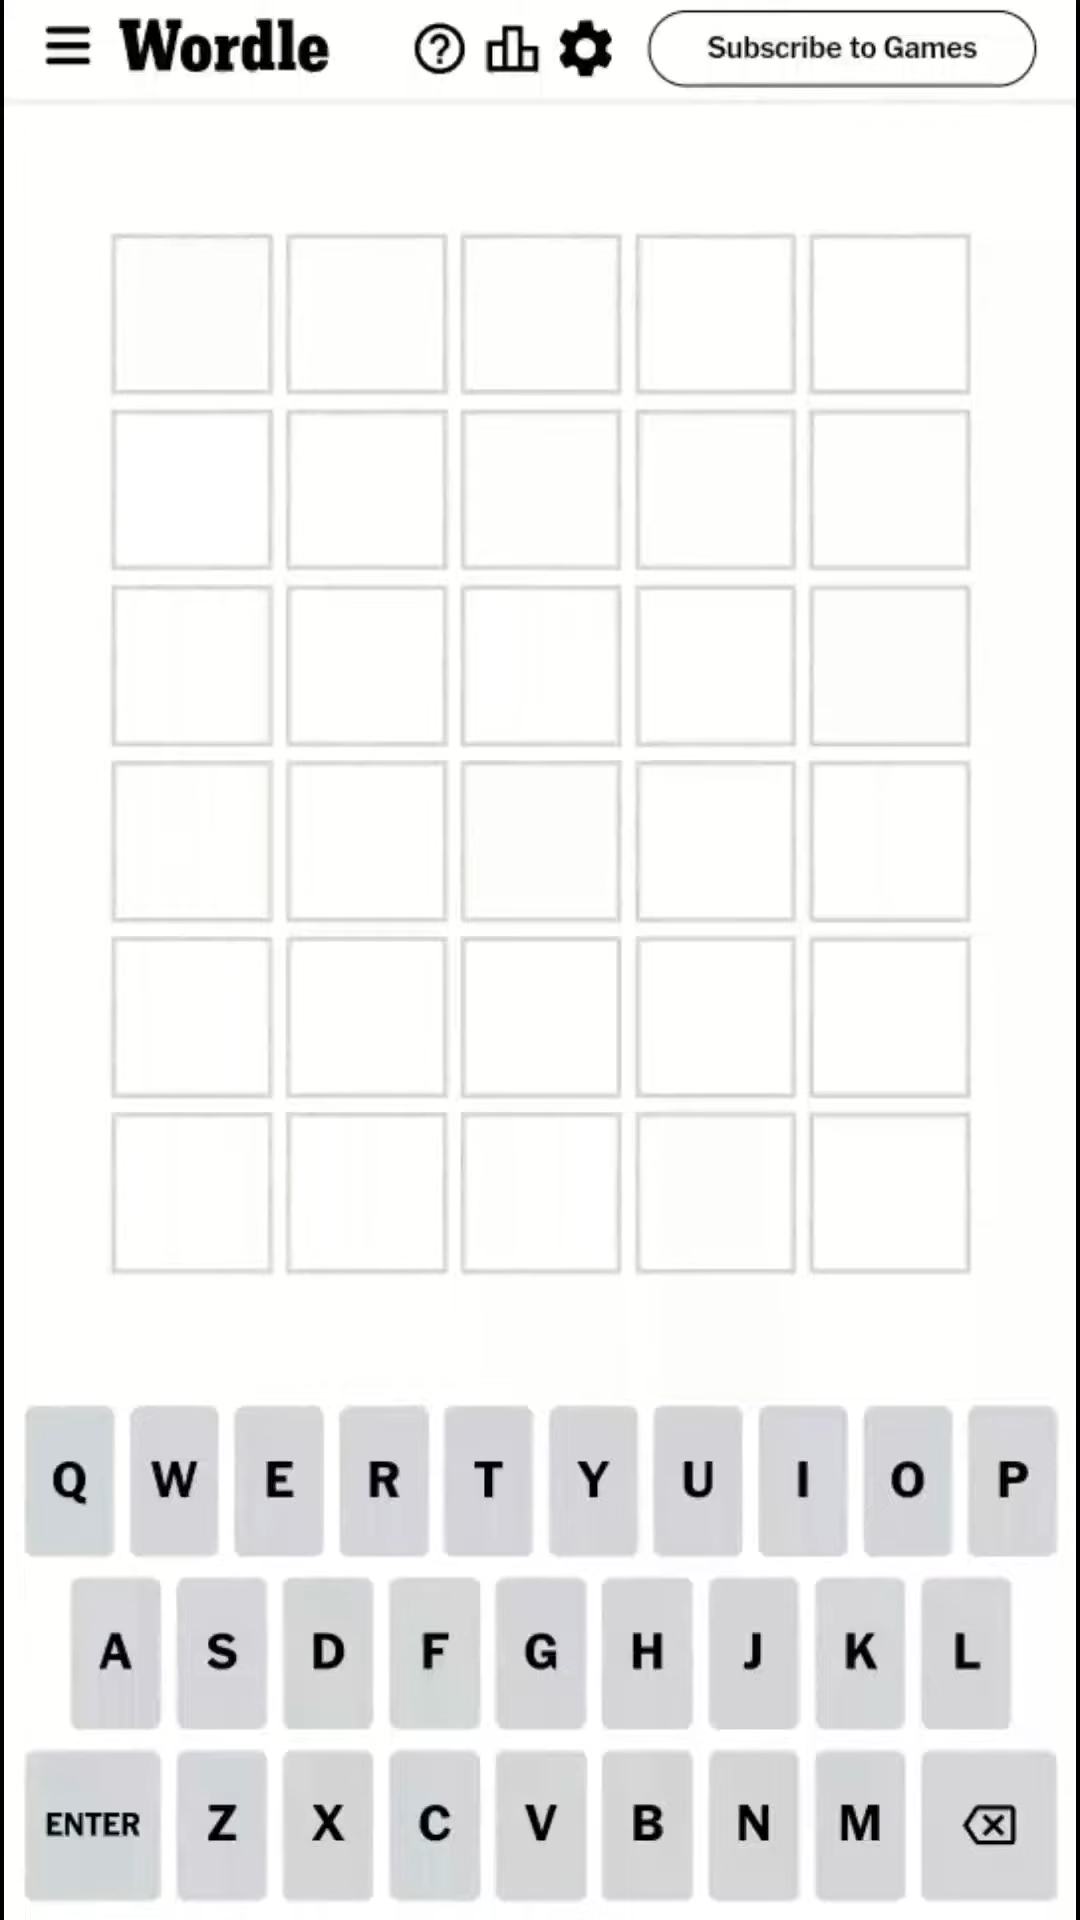 Wordle
Subscribe to Games
Q W E R T Y U I O P
A S D F G H J K L
ENTER Z X C V B N M